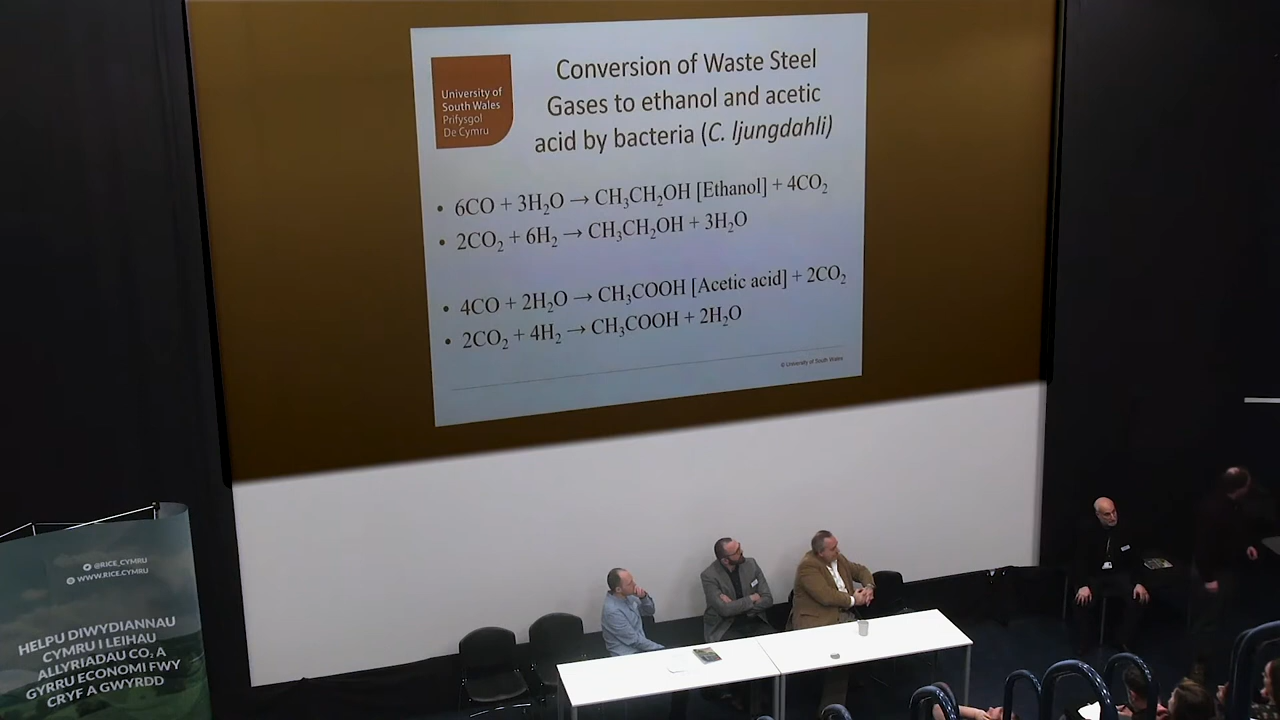 University of
South Wales
Prifysgol
De Cymru
Conversion of Waste Steel
Gases to ethanol and acetic
acid by bacteria (C. ljungdahli)
• 6CO + 3H₂O → CH₃CH₂OH [Ethanol] + 4CO₂
• 2CO₂ + 6H₂ → CH₃CH₂OH + 3H₂O
• 4CO + 2H₂O → CH₃COOH [Acetic acid] + 2CO₂
• 2CO₂ + 4H₂ → CH₃COOH + 2H₂O
© University of South Wales
@RICE_CYMRU
WWW.RICE.CYMRU
HELPU DIWYDIANNAU
CYMRU I LEIHAU
ALLYRIADAU CO₂ A
GYRRU ECONOMI FWY
CRYF A GWYRDD